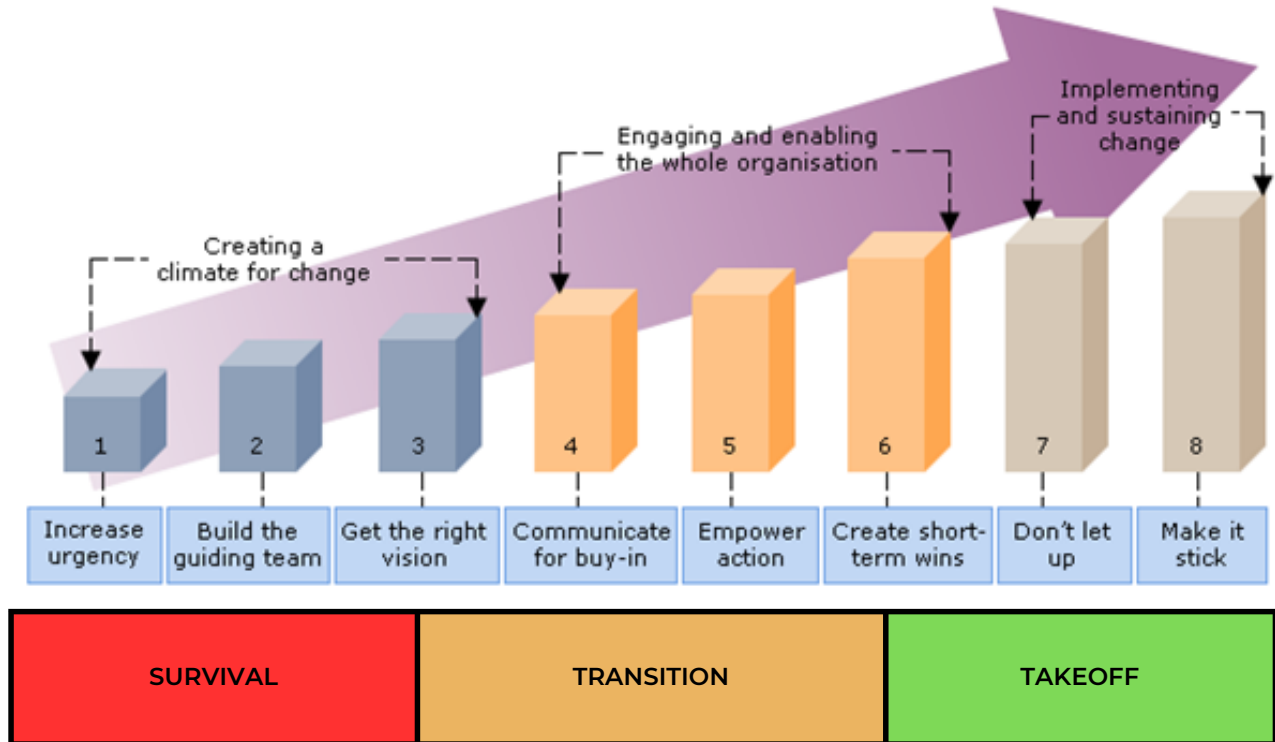 Implementing
and sustaining
change
Engaging and enabling
the whole organisation
Creating a
climate for change
1
2
3
4
5
6
7
8
Increase
urgency
Build the
guiding team
Get the right
vision
Communicate
for buy-in
Empower
action
Create short-
term wins
Don't let
up
Make it
stick
SURVIVAL
TRANSITION
TAKEOFF